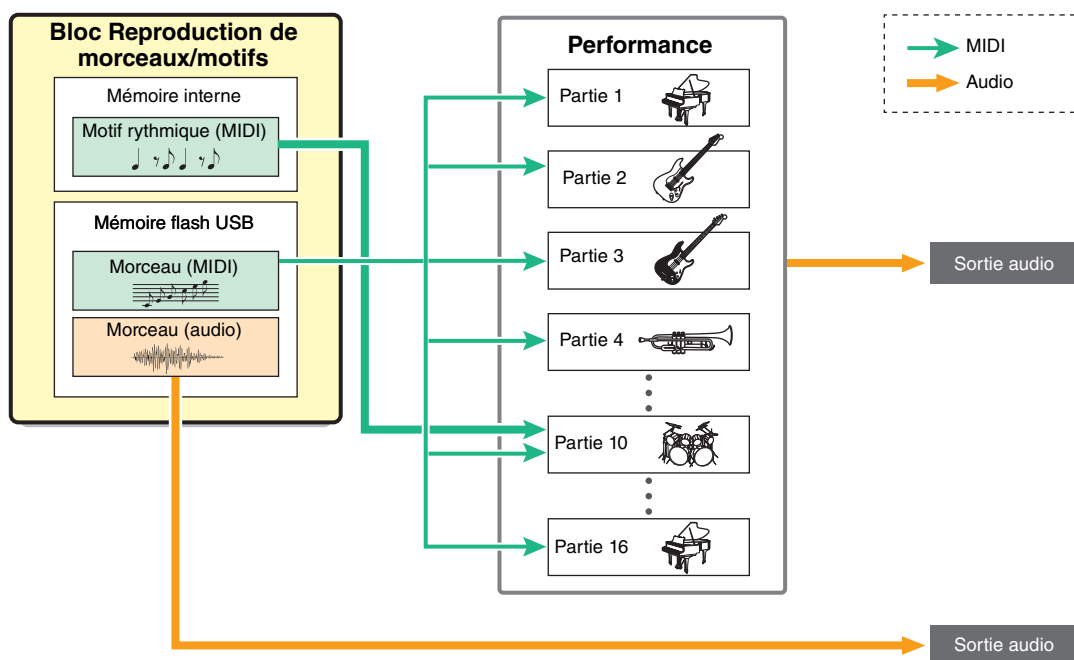 Bloc Reproduction de
morceaux/motifs
Mémoire interne
Motif rythmique (MIDI)
Mémoire flash USB
Morceau (MIDI)
Morceau (audio)
Performance
Partie 1
Partie 2
Partie 3
Partie 4
Partie 10
Partie 16
MIDI
Audio
Sortie audio
Sortie audio